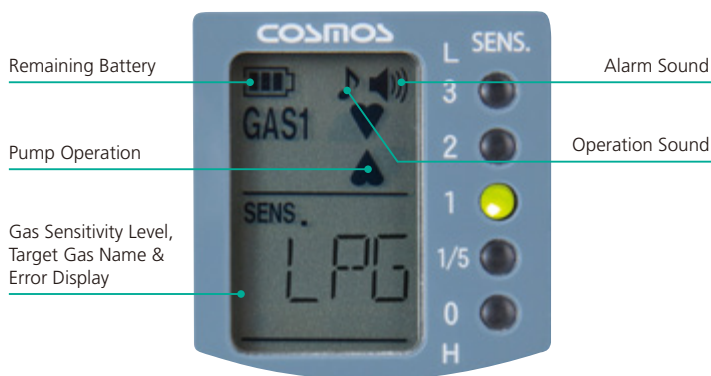 COSMOS
L SENS.
Remaining Battery
Alarm Sound
3
GAS1
Operation Sound
2
Pump Operation
1
SENS.
Gas Sensitivity Level,
Target Gas Name &
Error Display
LPG
1/5
0
H